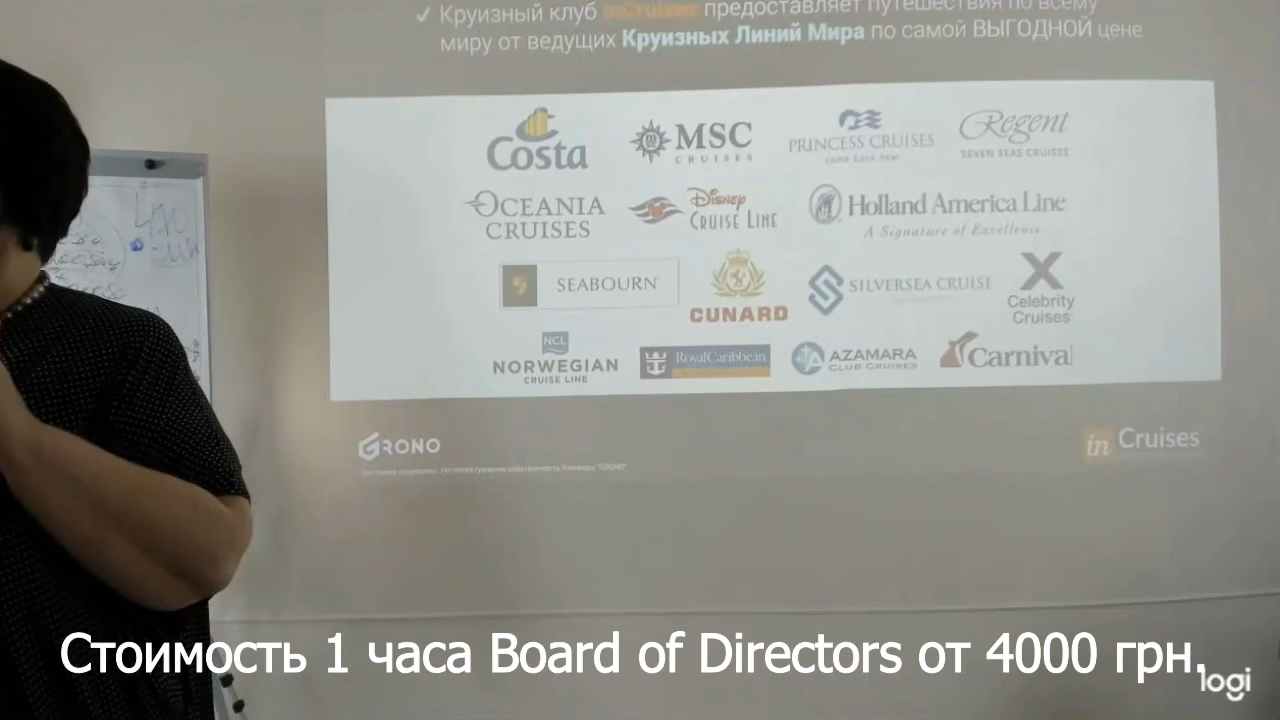 ✓ Круизный клуб inCruises предоставляет путешествия по всему
миру от ведущих Круизных Линий Мира по самой ВЫГОДНОЙ цене
Costa
MSC
CRUISES
PRINCESS CRUISES
come back new
Regent
SEVEN SEAS CRUISES
OCEANIA
CRUISES
Disney
CRUISE LINE
Holland America Line
A Signature of Excellence
SEABOURN
CUNARD
SILVERSEA CRUISE
X
Celebrity
Cruises
NCL
NORWEGIAN
CRUISE LINE
RoyalCaribbean
AZAMARA
CLUB CRUISES
Carnival
GRONO
in Cruises
Стоимость 1 часа Board of Directors от 4000 грн.
logi